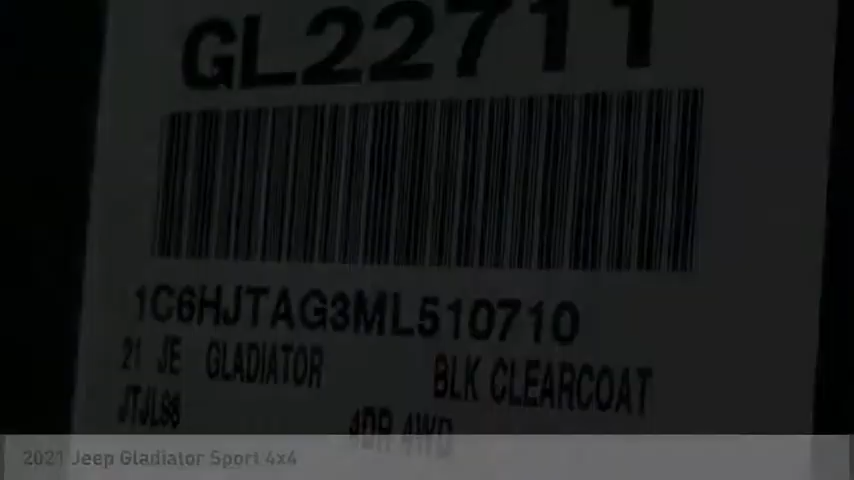 GL22711
1C6HJTAG3ML510710
21 JE GLADIATOR BLK CLEARCOAT
JTJL98 4DR 4WD
2021 Jeep Gladiator Sport 4x4